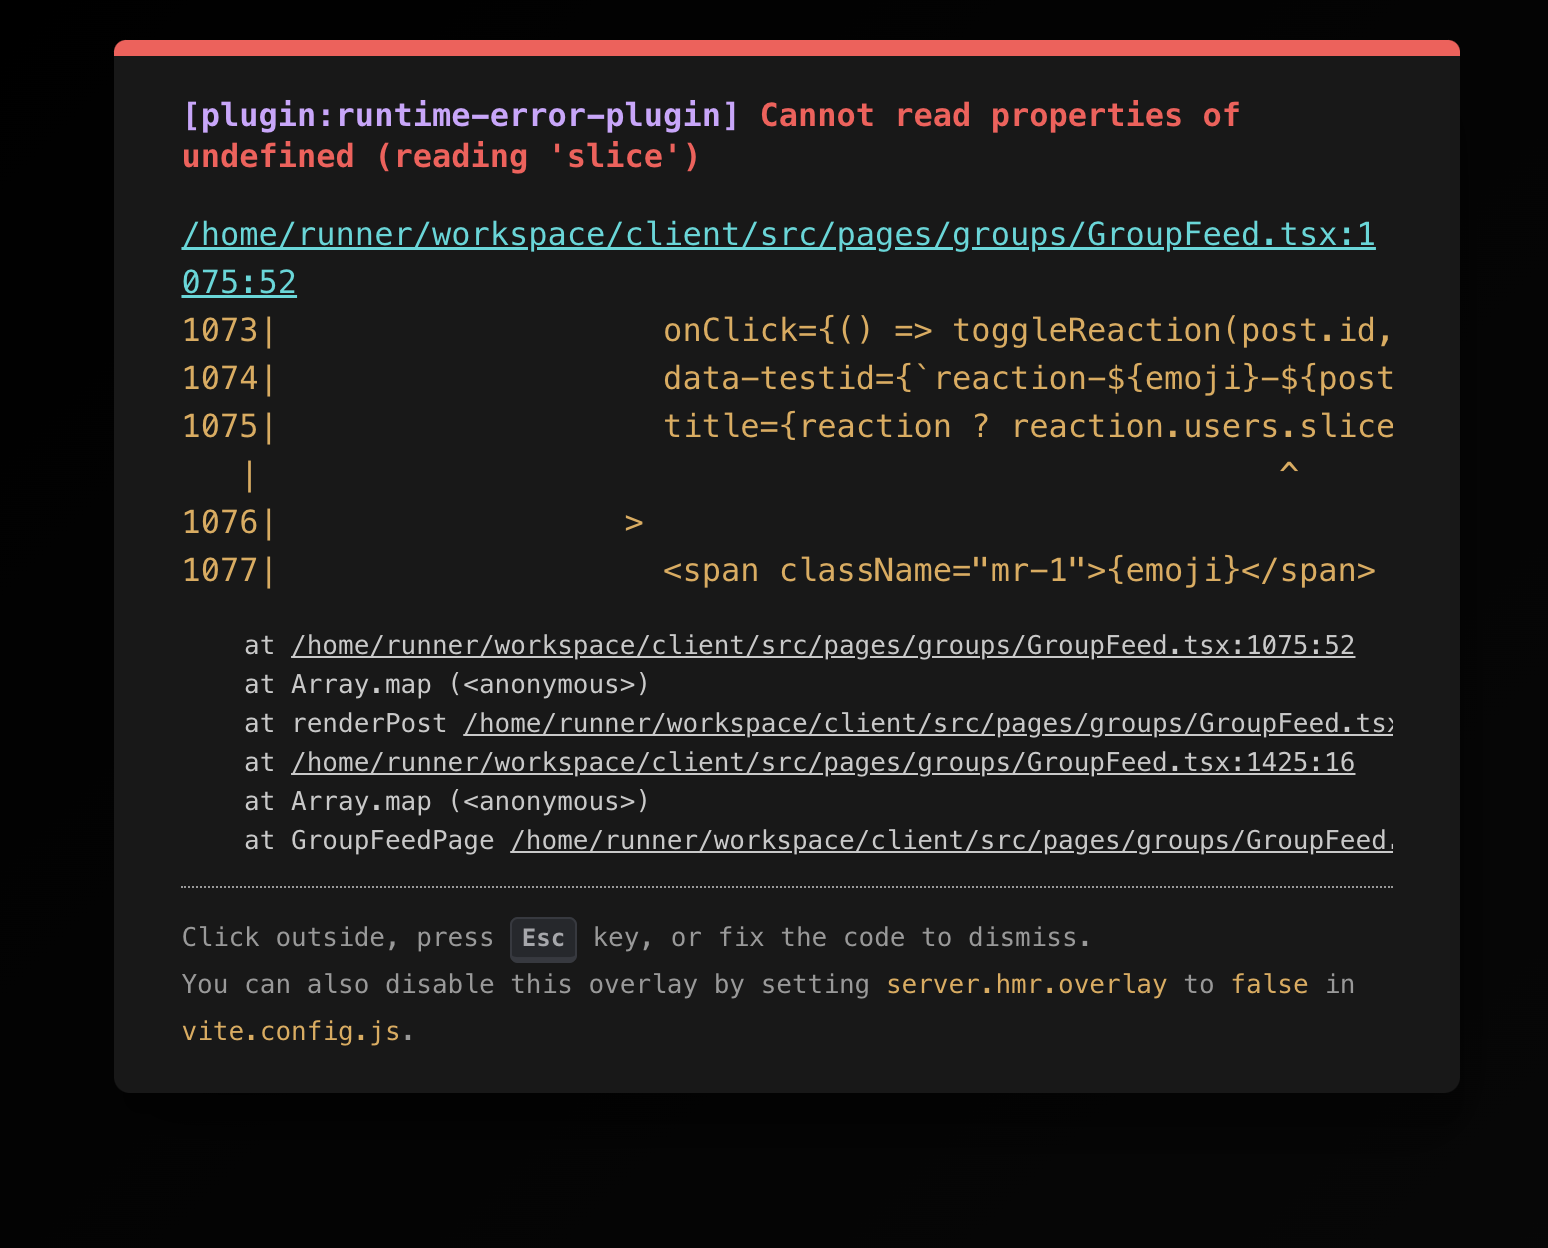 [plugin:runtime-error-plugin] Cannot read properties of
undefined (reading 'slice')
/home/runner/workspace/client/src/pages/groups/GroupFeed.tsx:1
075:52
1073|                    onClick={() => toggleReaction(post.id,
1074|                    data-testid={`reaction-${emoji}-${post
1075|                    title={reaction ? reaction.users.slice
   |                                                     ^
1076|                  >
1077|                    <span className="mr-1">{emoji}</span>
    at /home/runner/workspace/client/src/pages/groups/GroupFeed.tsx:1075:52
    at Array.map (<anonymous>)
    at renderPost /home/runner/workspace/client/src/pages/groups/GroupFeed.tsx
    at /home/runner/workspace/client/src/pages/groups/GroupFeed.tsx:1425:16
    at Array.map (<anonymous>)
    at GroupFeedPage /home/runner/workspace/client/src/pages/groups/GroupFeed.
Click outside, press Esc key, or fix the code to dismiss.
You can also disable this overlay by setting server.hmr.overlay to false in
vite.config.js.